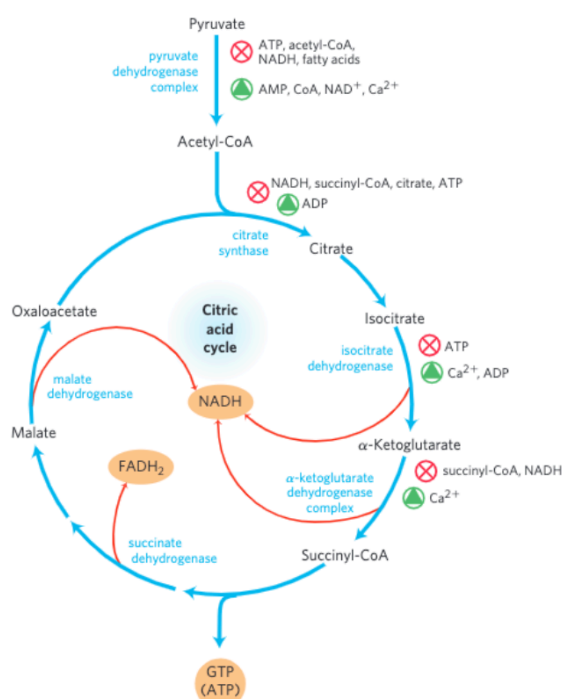 Pyruvate
pyruvate
dehydrogenase
complex
ATP, acetyl-CoA,
NADH, fatty acids
AMP, CoA, NAD⁺, Ca²⁺
Acetyl-CoA
NADH, succinyl-CoA, citrate, ATP
ADP
citrate
synthase
Citrate
Oxaloacetate
Citric
acid
cycle
Isocitrate
isocitrate
dehydrogenase
ATP
Ca²⁺, ADP
malate
dehydrogenase
NADH
Malate
α-Ketoglutarate
FADH₂
α-ketoglutarate
dehydrogenase
complex
succinyl-CoA, NADH
Ca²⁺
succinate
dehydrogenase
Succinyl-CoA
GTP
(ATP)